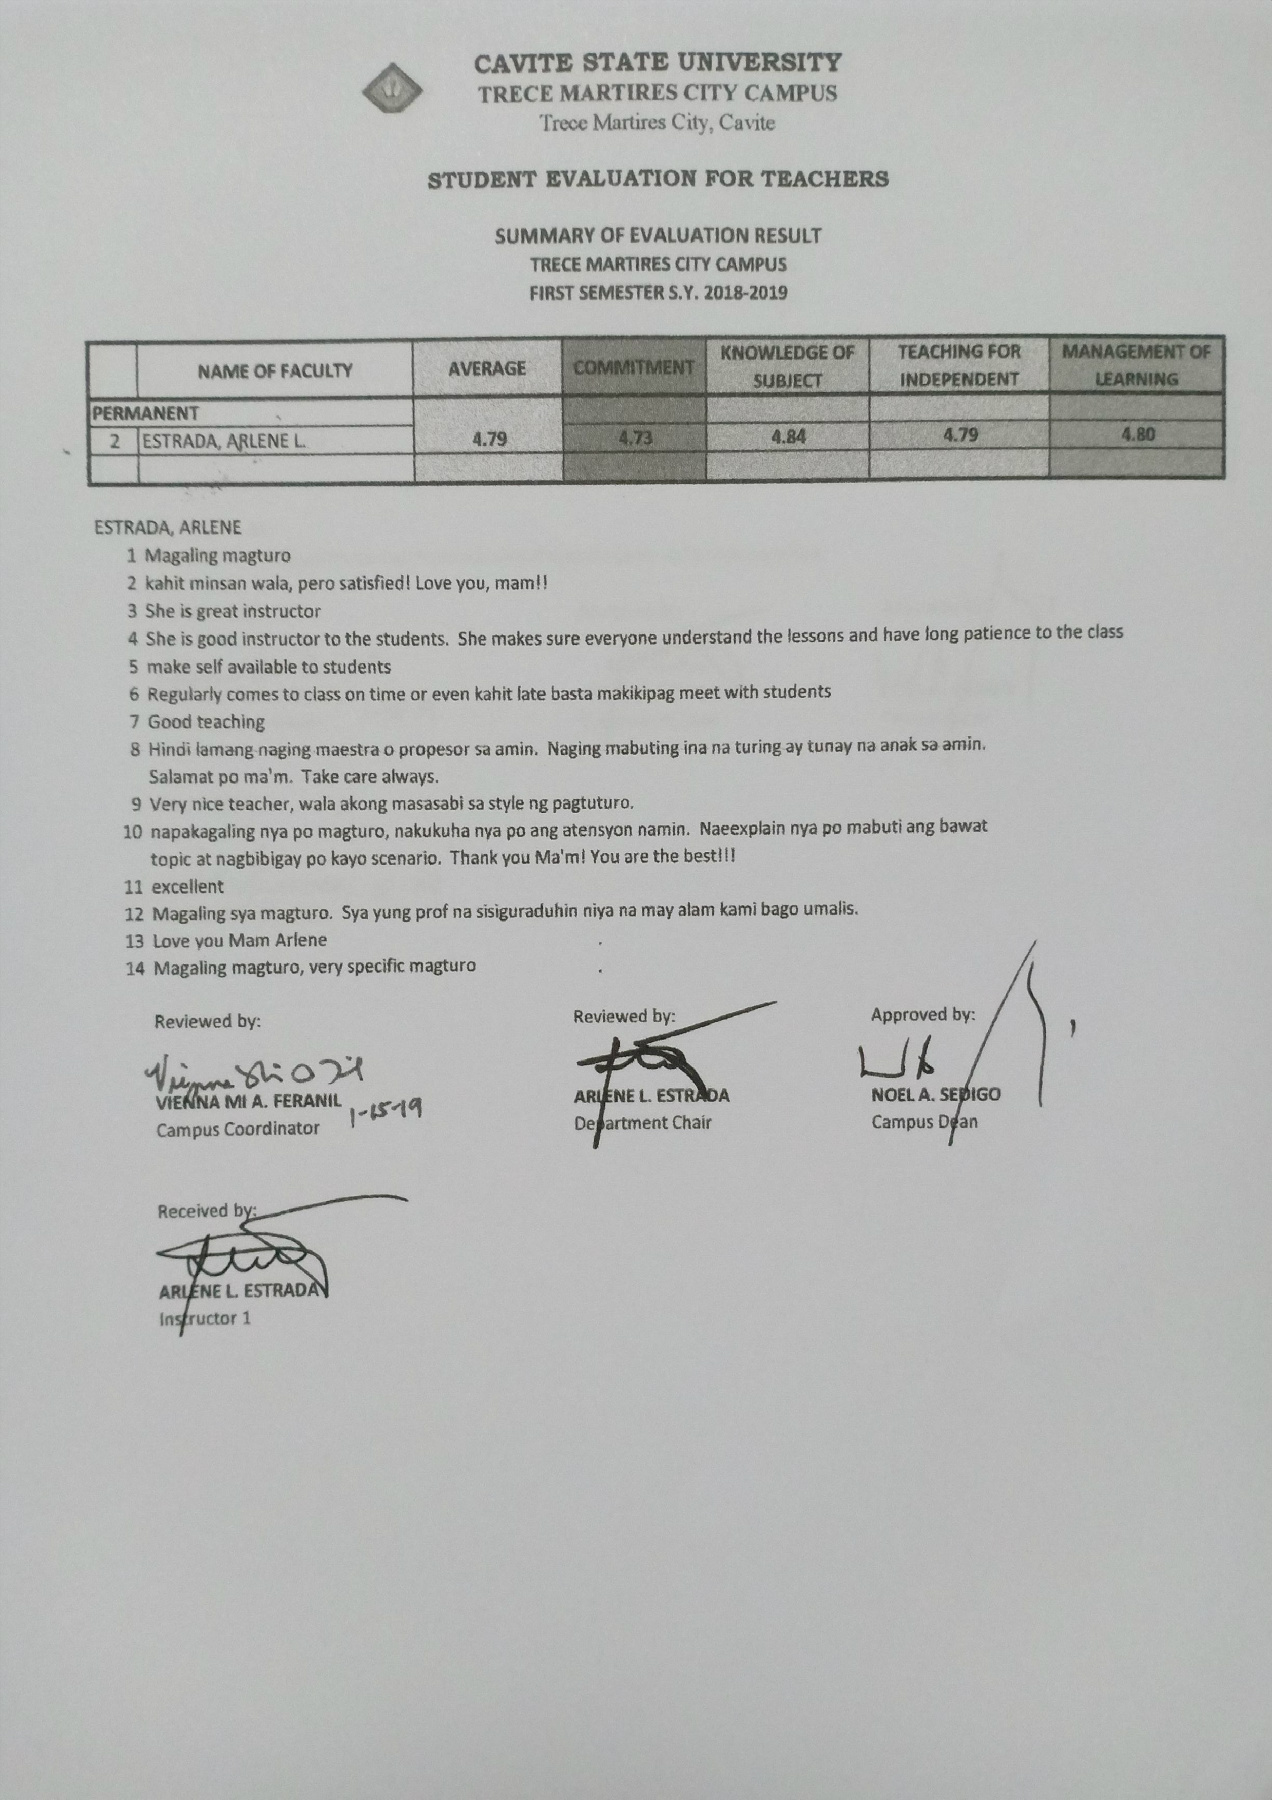 CAVITE STATE UNIVERSITY
TRECE MARTIRES CITY CAMPUS
Trece Martires City, Cavite
STUDENT EVALUATION FOR TEACHERS
SUMMARY OF EVALUATION RESULT
TRECE MARTIRES CITY CAMPUS
FIRST SEMESTER S.Y. 2018-2019
NAME OF FACULTY AVERAGE COMMITMENT KNOWLEDGE OF SUBJECT TEACHING FOR INDEPENDENT MANAGEMENT OF LEARNING
PERMANENT
2 ESTRADA, ARLENE L. 4.79 4.73 4.84 4.79 4.80
ESTRADA, ARLENE
1 Magaling magturo
2 kahit minsan wala, pero satisfied! Love you, mam!!
3 She is great instructor
4 She is good instructor to the students. She makes sure everyone understand the lessons and have long patience to the class
5 make self available to students
6 Regularly comes to class on time or even kahit late basta makikipag meet with students
7 Good teaching
8 Hindi lamang naging maestra o propesor sa amin. Naging mabuting ina na turing ay tunay na anak sa amin.
Salamat po ma'm. Take care always.
9 Very nice teacher, wala akong masasabi sa style ng pagtuturo.
10 napakagaling nya po magturo, nakukuha nya po ang atensyon namin. Naeexplain nya po mabuti ang bawat
topic at nagbibigay po kayo scenario. Thank you Ma'm! You are the best!!!
11 excellent
12 Magaling sya magturo. Sya yung prof na sisiguraduhin niya na may alam kami bago umalis.
13 Love you Mam Arlene
14 Magaling magturo, very specific magturo
Reviewed by: Reviewed by: Approved by:
VIENNA MI A. FERANIL 1-15-19 ARLENE L. ESTRADA NOEL A. SEDIGO
Campus Coordinator Department Chair Campus Dean
Received by:
ARLENE L. ESTRADA
Instructor 1